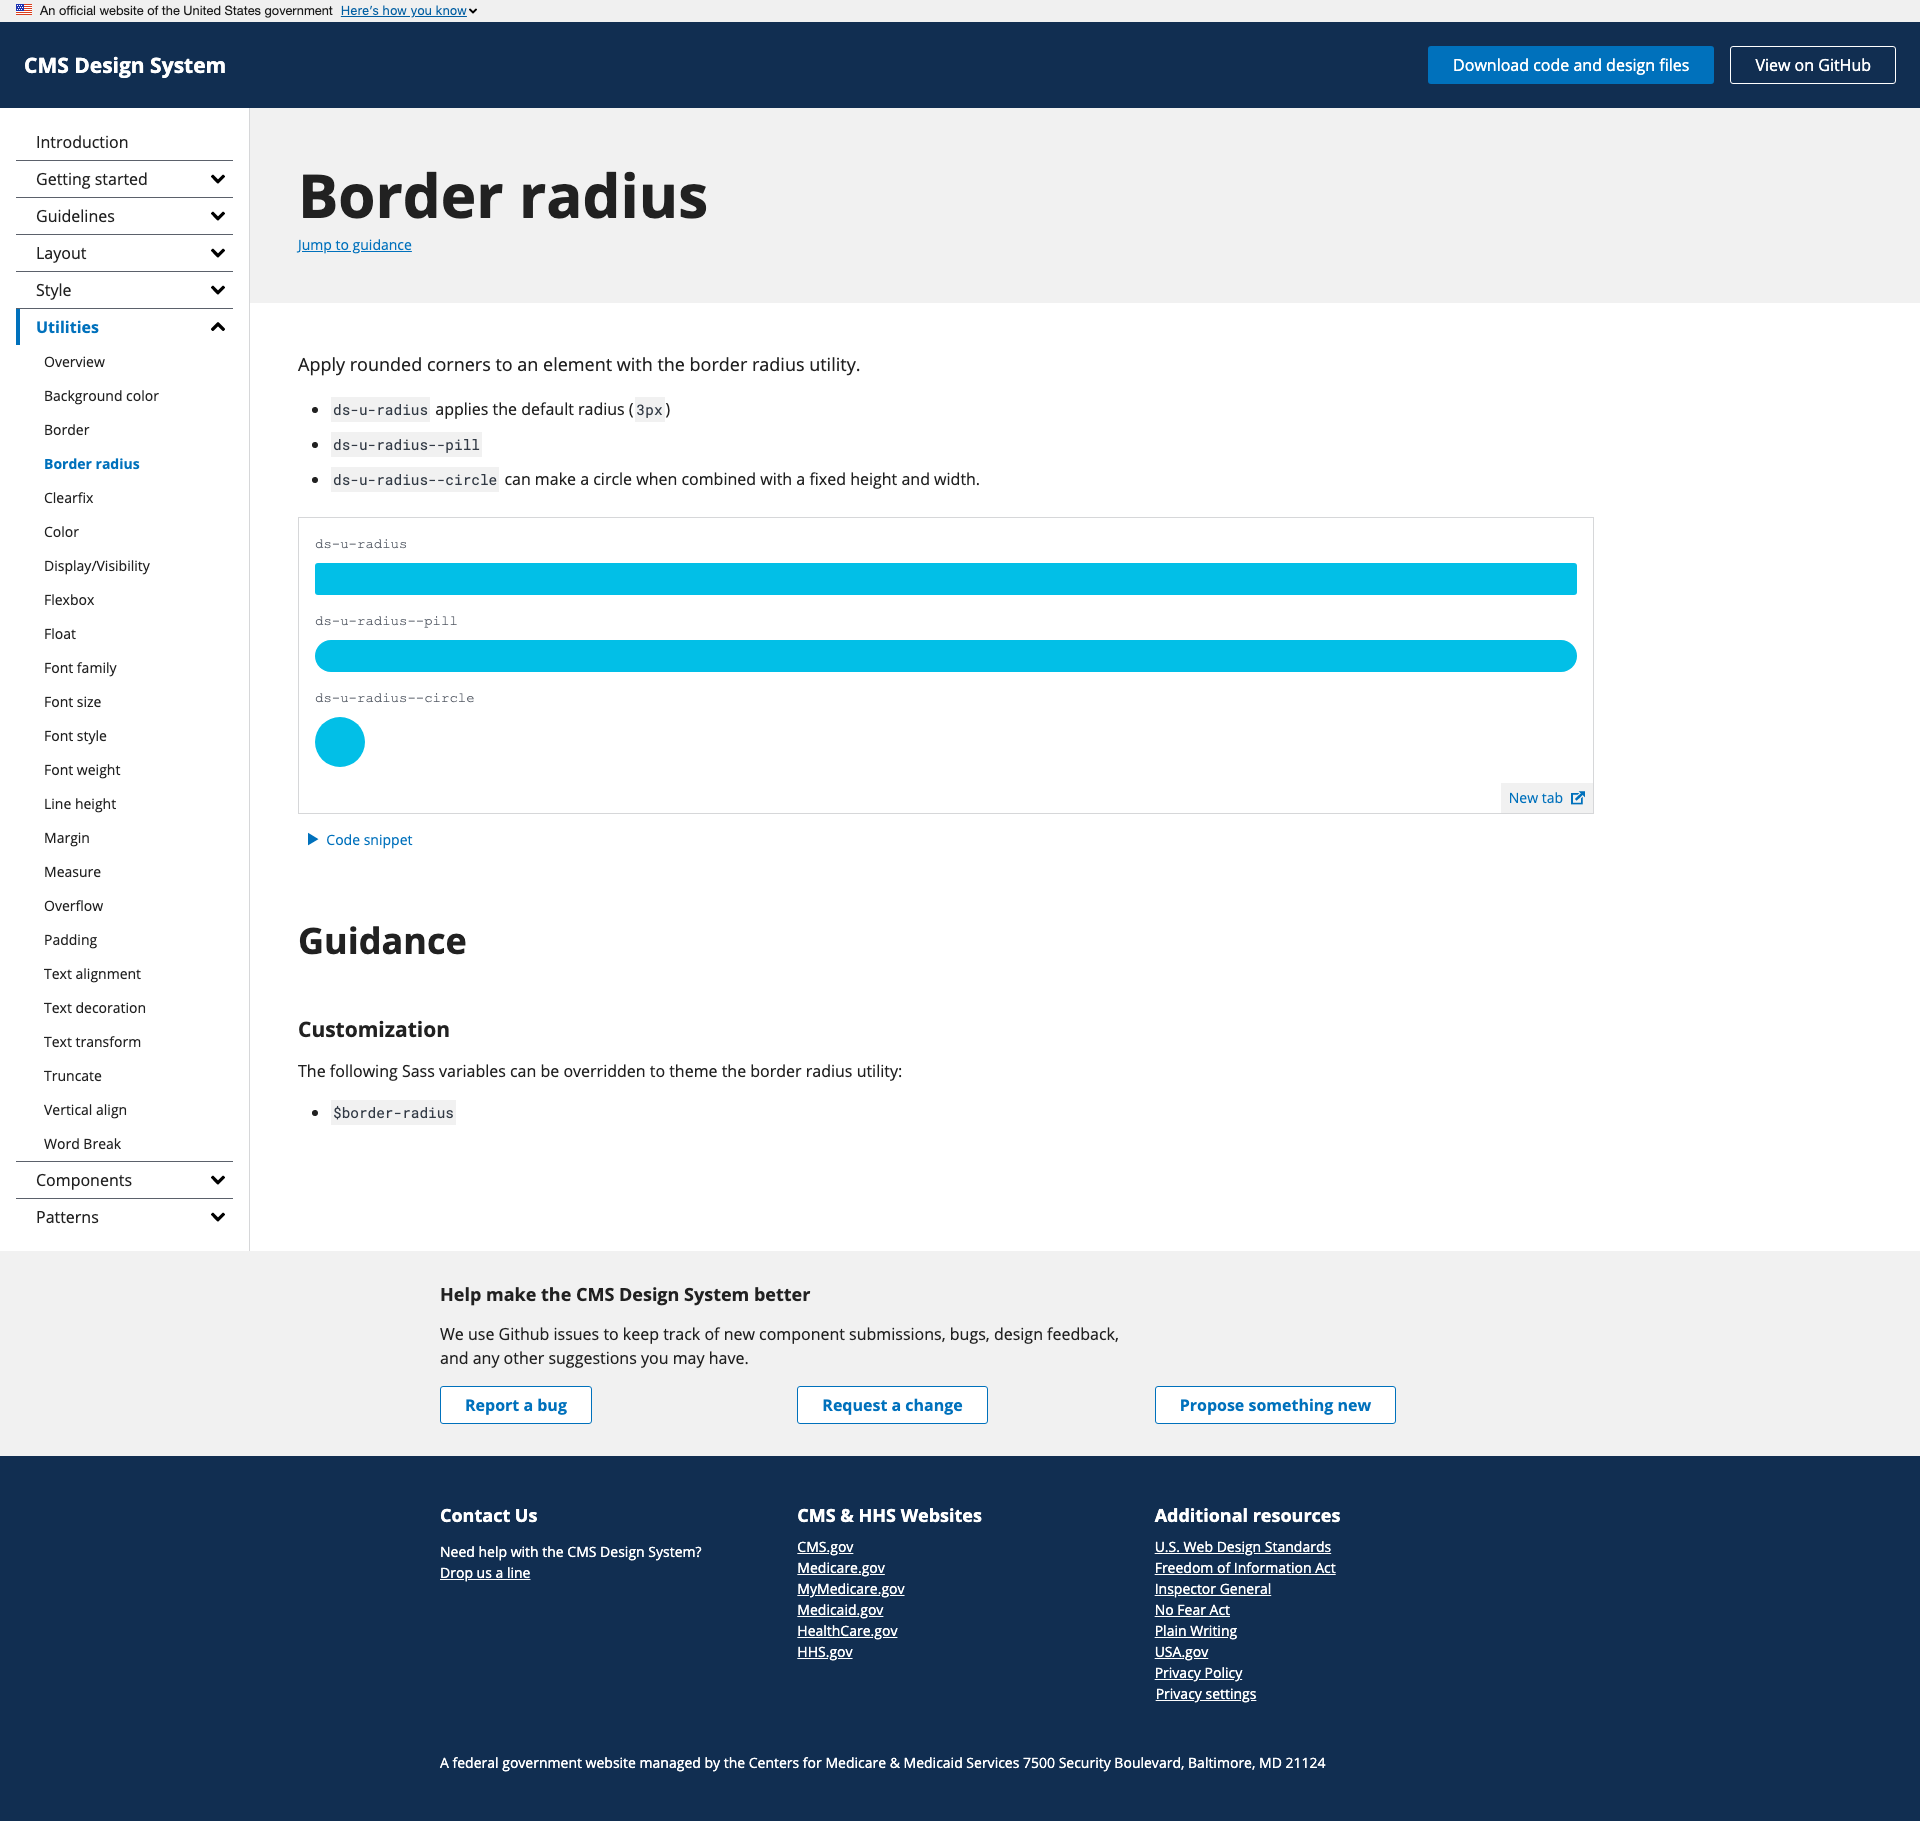 An official website of the United States government Here's how you know
CMS Design System
Download code and design files
View on GitHub
Introduction
Getting started
Guidelines
Layout
Style
Utilities
Overview
Background color
Border
Border radius
Clearfix
Color
Display/Visibility
Flexbox
Float
Font family
Font size
Font style
Font weight
Line height
Margin
Measure
Overflow
Padding
Text alignment
Text decoration
Text transform
Truncate
Vertical align
Word Break
Components
Patterns
Border radius
Jump to guidance
Apply rounded corners to an element with the border radius utility.
ds-u-radius applies the default radius (3px)
ds-u-radius--pill
ds-u-radius--circle can make a circle when combined with a fixed height and width.
ds-u-radius
ds-u-radius--pill
ds-u-radius--circle
New tab
Code snippet
Guidance
Customization
The following Sass variables can be overridden to theme the border radius utility:
$border-radius
Help make the CMS Design System better
We use Github issues to keep track of new component submissions, bugs, design feedback,
and any other suggestions you may have.
Report a bug
Request a change
Propose something new
Contact Us
Need help with the CMS Design System?
Drop us a line
CMS & HHS Websites
CMS.gov
Medicare.gov
MyMedicare.gov
Medicaid.gov
HealthCare.gov
HHS.gov
Additional resources
U.S. Web Design Standards
Freedom of Information Act
Inspector General
No Fear Act
Plain Writing
USA.gov
Privacy Policy
Privacy settings
A federal government website managed by the Centers for Medicare & Medicaid Services 7500 Security Boulevard, Baltimore, MD 21124